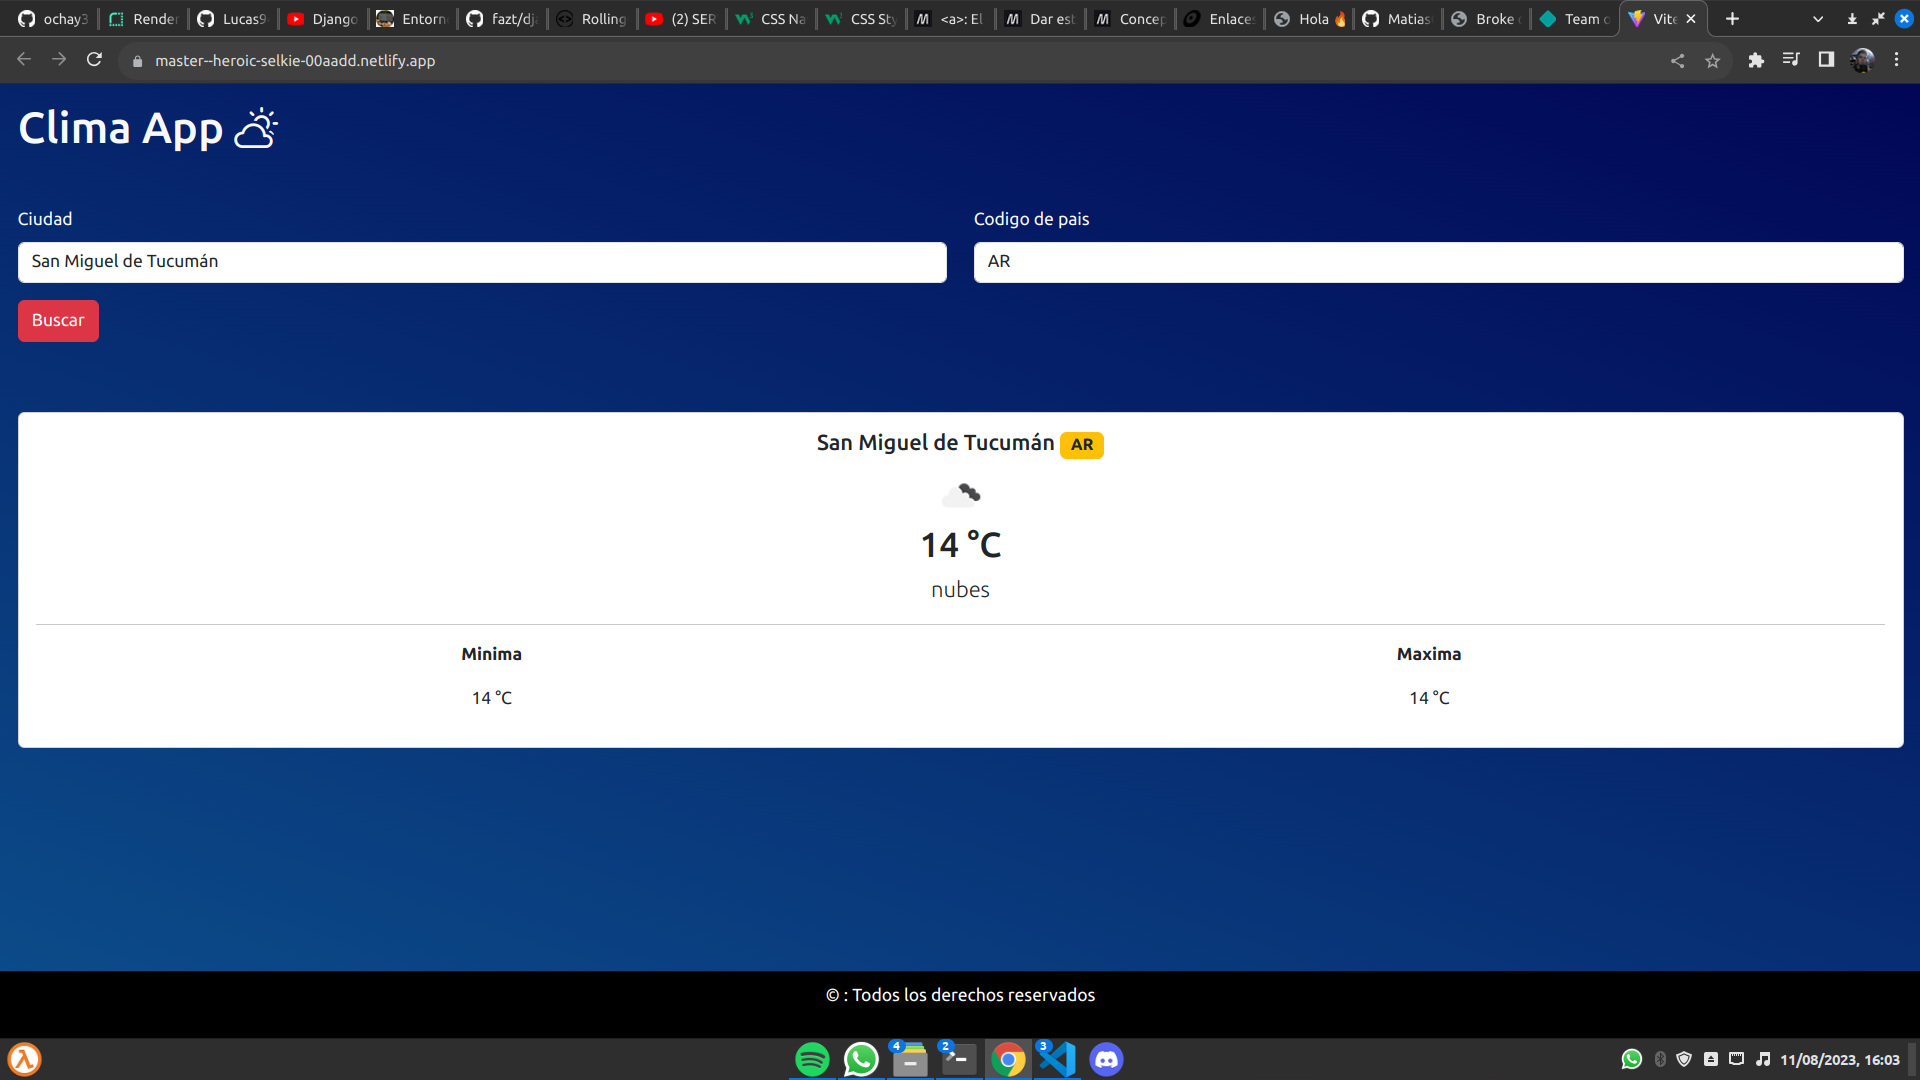 ochay3
Render
Lucas9
Django
Entorn
fazt/dj
Rolling
(2) SER
CSS Na
CSS Sty
<a>: El
Dar est
Concep
Enlaces
Hola 🔥
Matias
Broke
Team o
Vite
master--heroic-selkie-00aadd.netlify.app
Clima App
Ciudad
Codigo de pais
San Miguel de Tucumán
AR
Buscar
San Miguel de Tucumán AR
14 °C
nubes
Minima
Maxima
14 °C
14 °C
© : Todos los derechos reservados
4
2
3
11/08/2023, 16:03